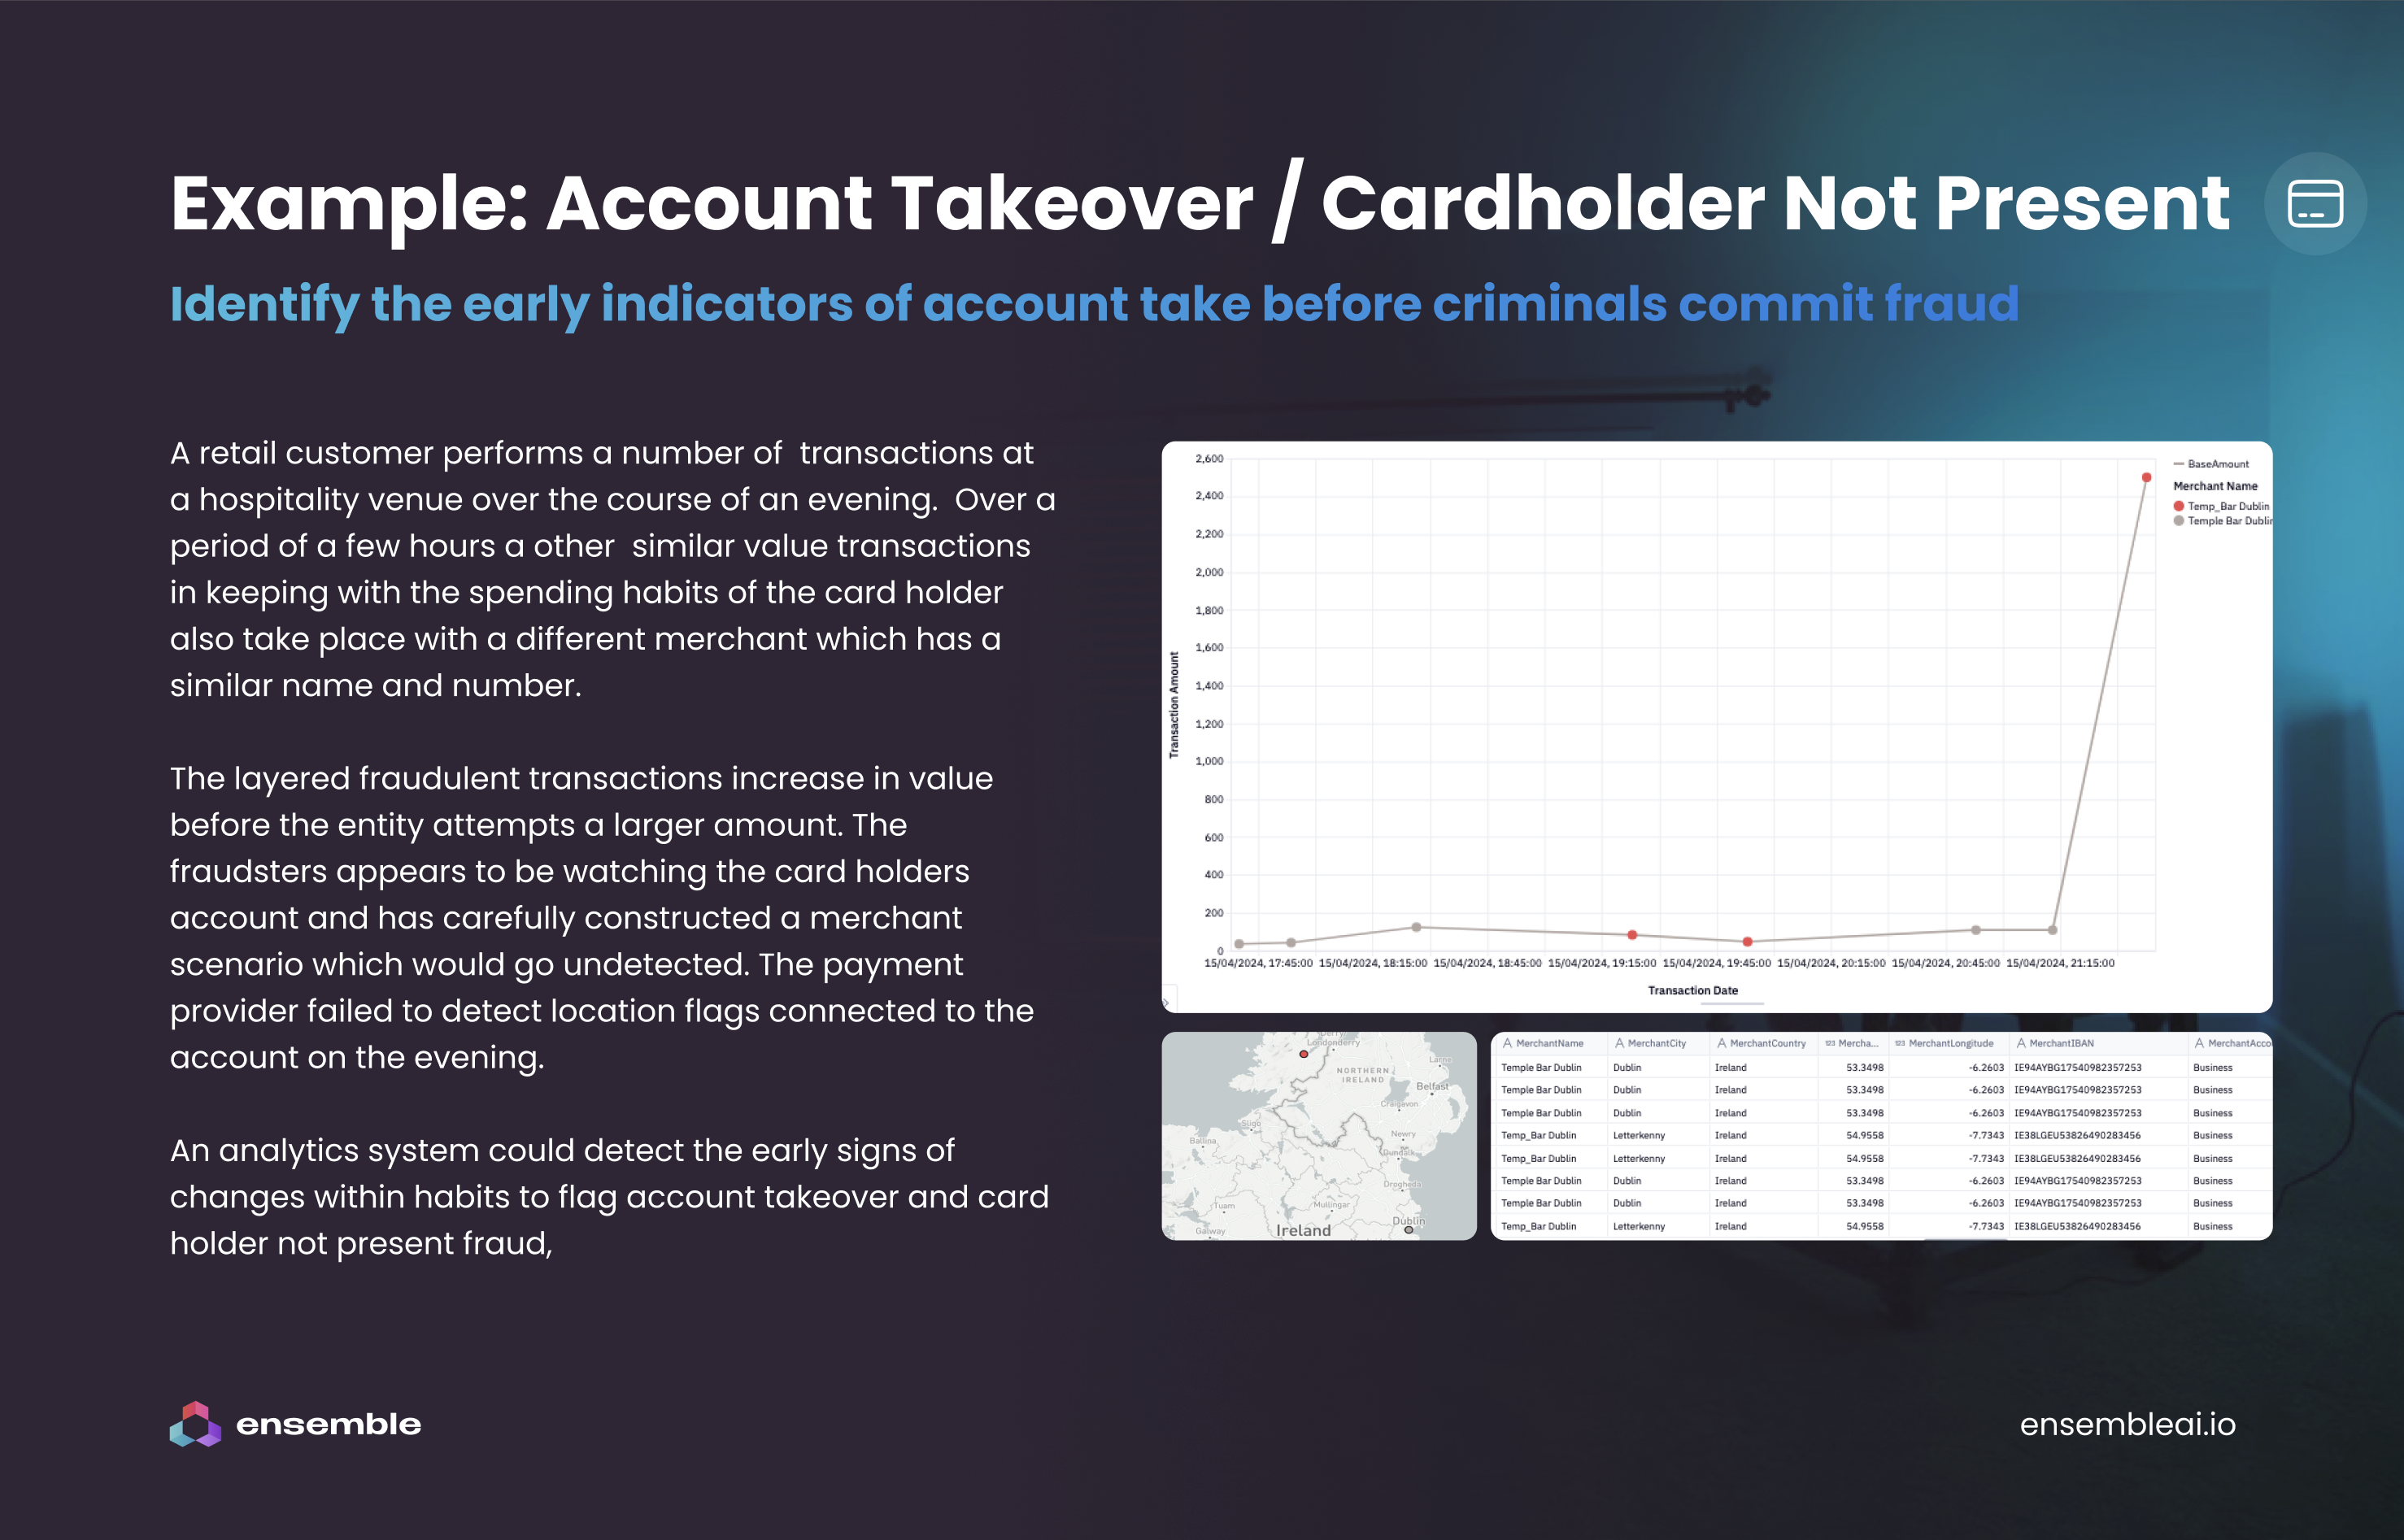 Example: Account Takeover / Cardholder Not Present
Identify the early indicators of account take before criminals commit fraud
A retail customer performs a number of  transactions at
a hospitality venue over the course of an evening.  Over a
period of a few hours a other  similar value transactions
in keeping with the spending habits of the card holder
also take place with a different merchant which has a
similar name and number.
The layered fraudulent transactions increase in value
before the entity attempts a larger amount. The
fraudsters appears to be watching the card holders
account and has carefully constructed a merchant
scenario which would go undetected. The payment
provider failed to detect location flags connected to the
account on the evening.
An analytics system could detect the early signs of
changes within habits to flag account takeover and card
holder not present fraud,
2,600
2,400
2,200
2,000
1,800
1,600
1,400
1,200
1,000
800
600
400
200
0
Transaction Amount
15/04/2024, 17:45:00 15/04/2024, 18:15:00 15/04/2024, 18:45:00 15/04/2024, 19:15:00 15/04/2024, 19:45:00 15/04/2024, 20:15:00 15/04/2024, 20:45:00 15/04/2024, 21:15:00
Transaction Date
BaseAmount
Merchant Name
Temp_Bar Dublin
Temple Bar Dublin
Derry
Londonderry
Larne
NORTHERN
IRELAND
Belfast
Craigavon
Sligo
Newry
Ballina
Dundalk
Drogheda
Tuam
Mullingar
Dublin
Galway
Ireland
A MerchantName A MerchantCity A MerchantCountry 123 Mercha... 123 MerchantLongitude A MerchantIBAN A MerchantAcco
Temple Bar Dublin Dublin Ireland 53.3498 -6.2603 IE94AYBG17540982357253 Business
Temple Bar Dublin Dublin Ireland 53.3498 -6.2603 IE94AYBG17540982357253 Business
Temple Bar Dublin Dublin Ireland 53.3498 -6.2603 IE94AYBG17540982357253 Business
Temp_Bar Dublin Letterkenny Ireland 54.9558 -7.7343 IE38LGEU53826490283456 Business
Temp_Bar Dublin Letterkenny Ireland 54.9558 -7.7343 IE38LGEU53826490283456 Business
Temple Bar Dublin Dublin Ireland 53.3498 -6.2603 IE94AYBG17540982357253 Business
Temple Bar Dublin Dublin Ireland 53.3498 -6.2603 IE94AYBG17540982357253 Business
Temp_Bar Dublin Letterkenny Ireland 54.9558 -7.7343 IE38LGEU53826490283456 Business
ensemble
ensembleai.io